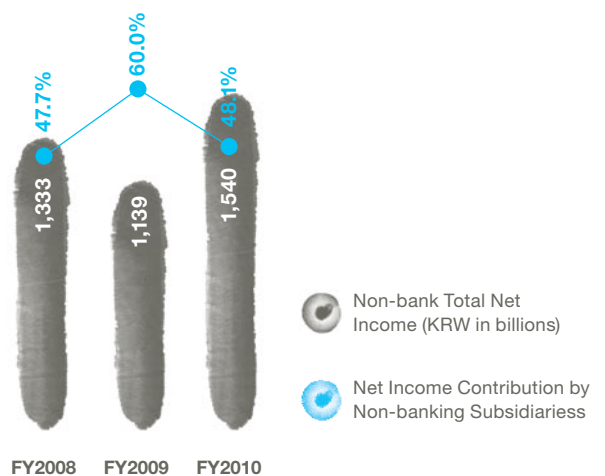 47.7%
60.0%
48.1%
1,333
1,139
1,540
Non-bank Total Net
Income (KRW in billions)
Net Income Contribution by
Non-banking Subsidiariess
FY2008
FY2009
FY2010